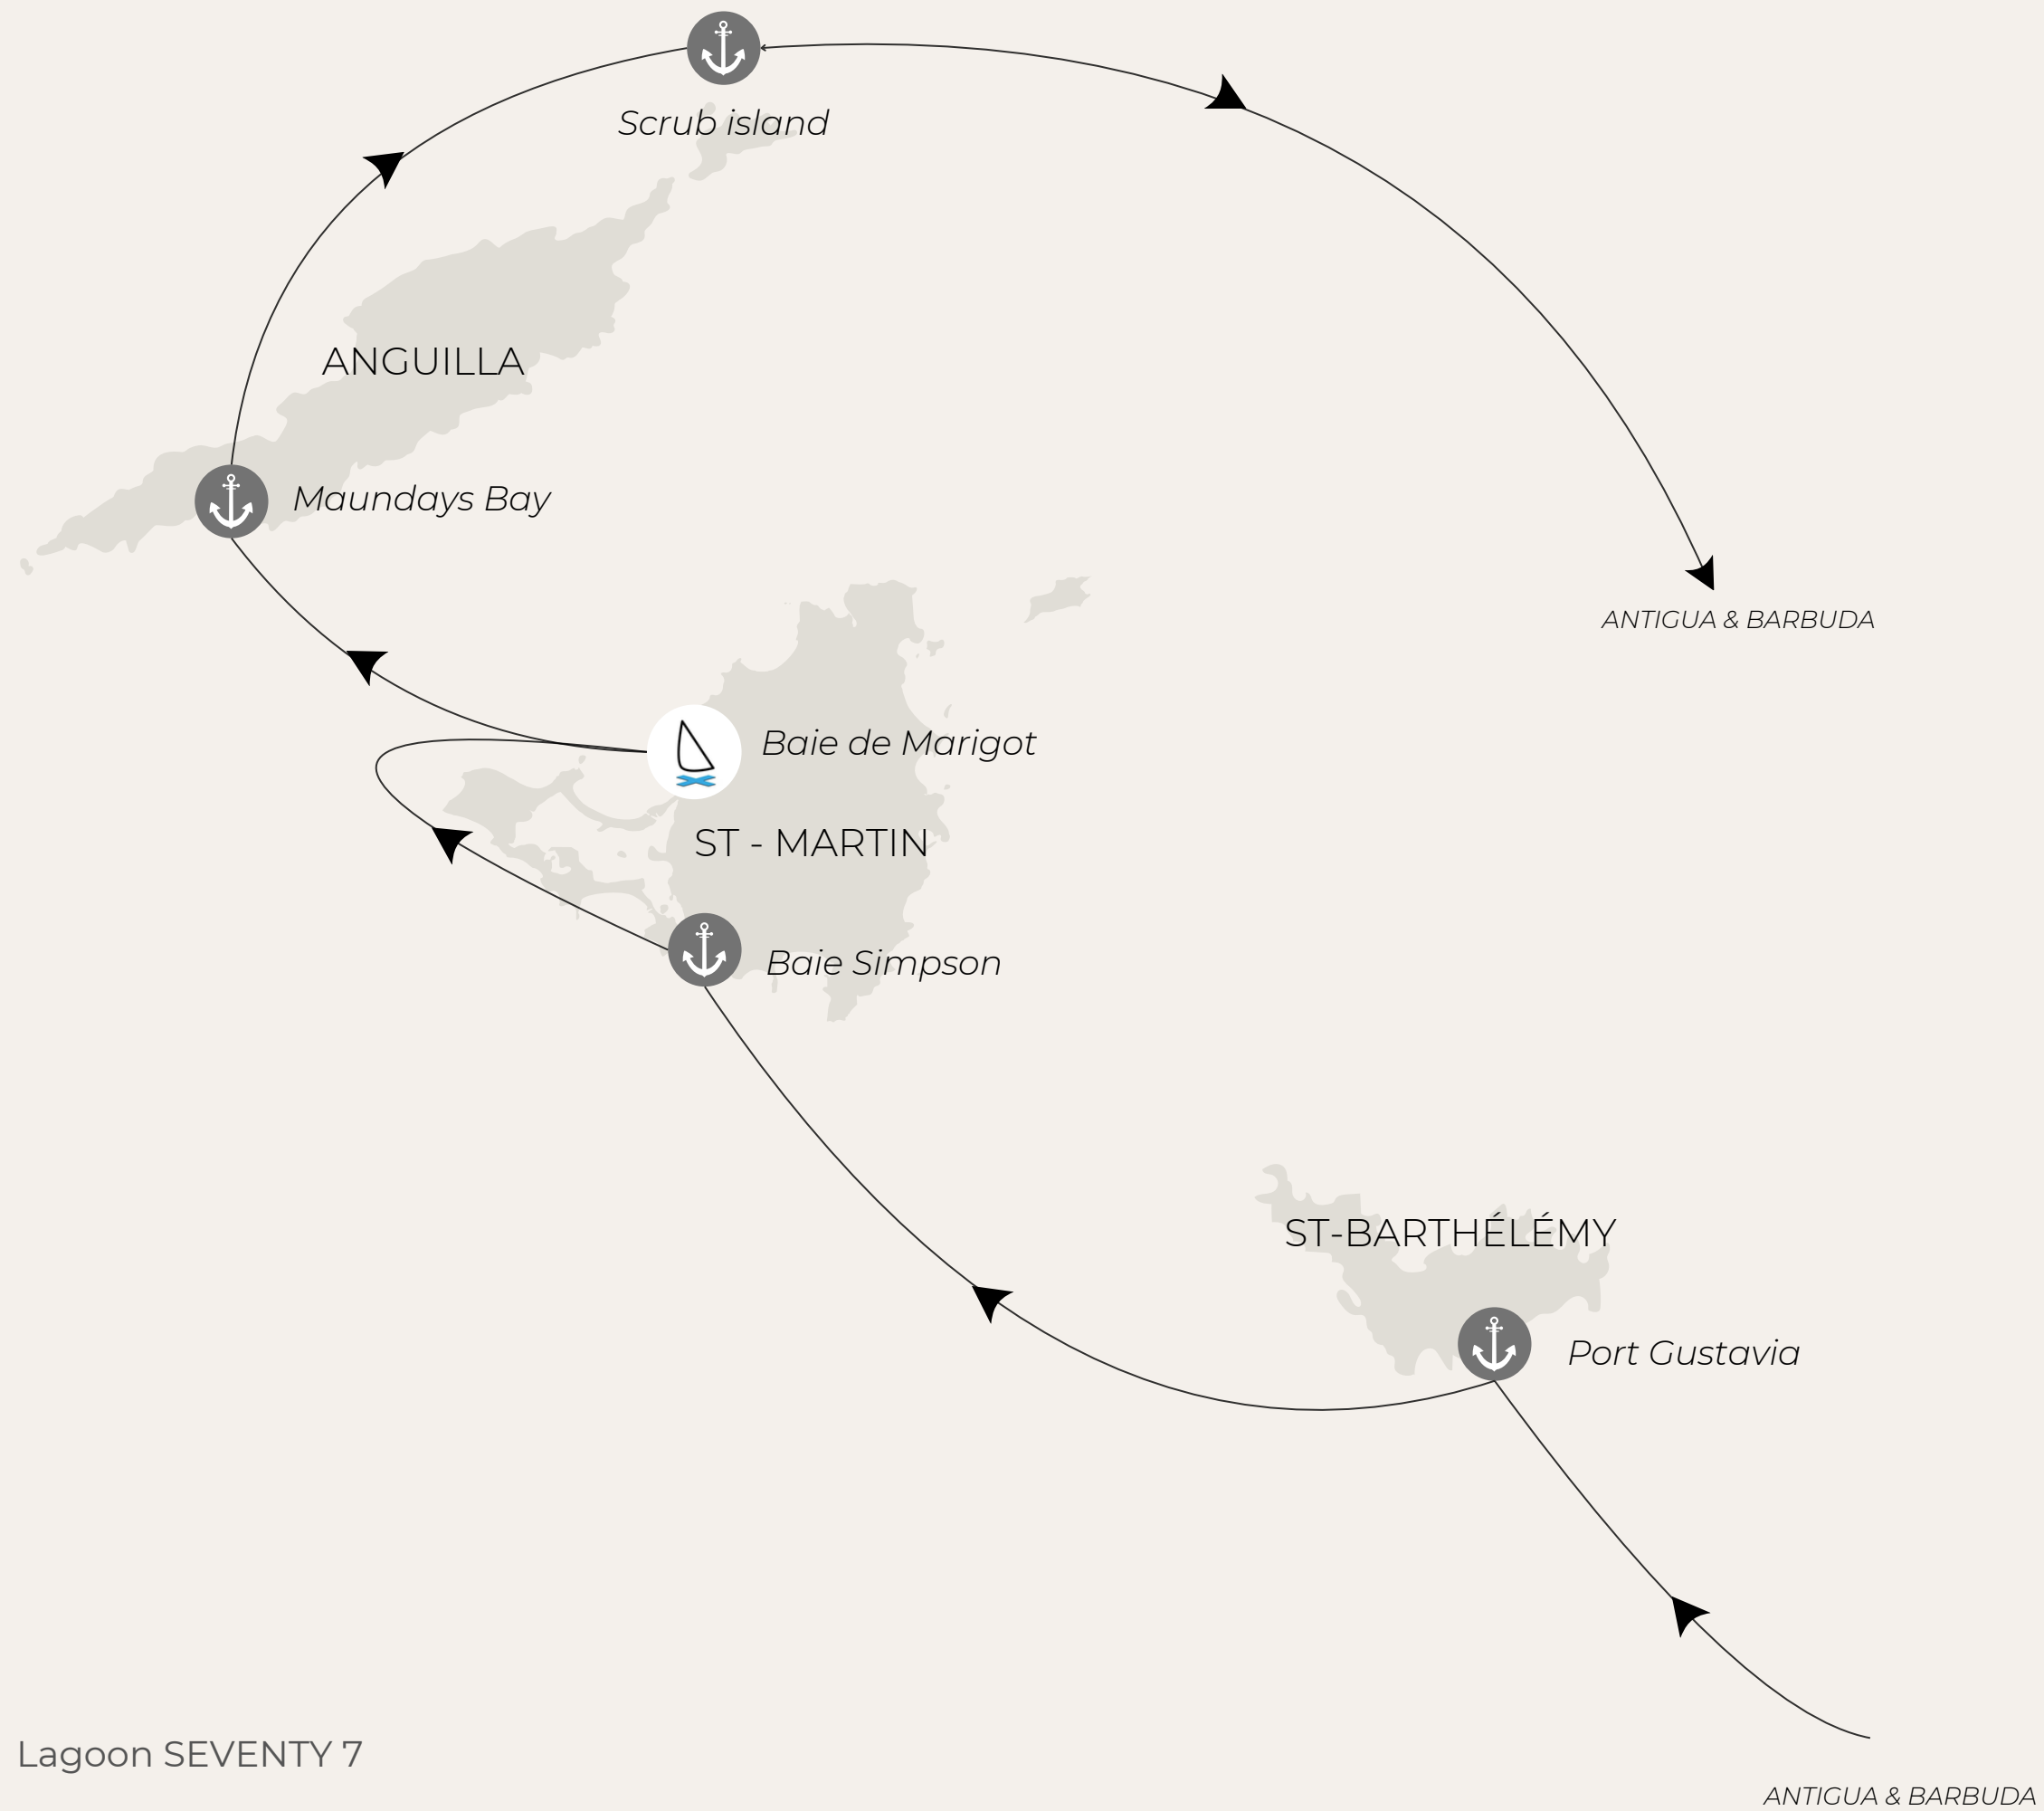 Scrub island
ANGUILLA
Maundays Bay
ANTIGUA & BARBUDA
Baie de Marigot
ST - MARTIN
Baie Simpson
ST-BARTHÉLÉMY
Port Gustavia
Lagoon SEVENTY 7
ANTIGUA & BARBUDA